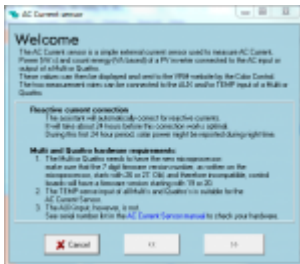 AC Current sensor
Welcome
The AC Current sensor is a simple external current sensor used to measure AC Current,
Power (W) and count energy (VA based) of a PV inverter connected to the AC input or
output of a Multi or Quattro.
These values can then be displayed and sent to the VRM website by the Color Control.
The two measurement wires can be connected to the AUX and/or TEMP input of a Multi or
Quattro.
Reactive current correction
The assistant will automatically correct for reactive currents.
It will take about 24 hours before the correction works optimal.
During this first 24 hour period, solar power might be reported during night time.
Multi and Quattro hardware requirements:
1. The Multi or Quattro needs to have the new microprocessor:
make sure that the 7 digit firmware version number, as written on the
microprocessor, starts with 26 or 27. Old, and therefore incompatible, control
boards will have a firmware version starting with 19 or 20.
2. The TEMP sense input of all Multi's and Quattro's is suitable for the
AC Current Sensor.
3. The AUX input, however, is not.
See serial number list in the AC Current Sensor manual to check your hardware.
Cancel
<<
>>